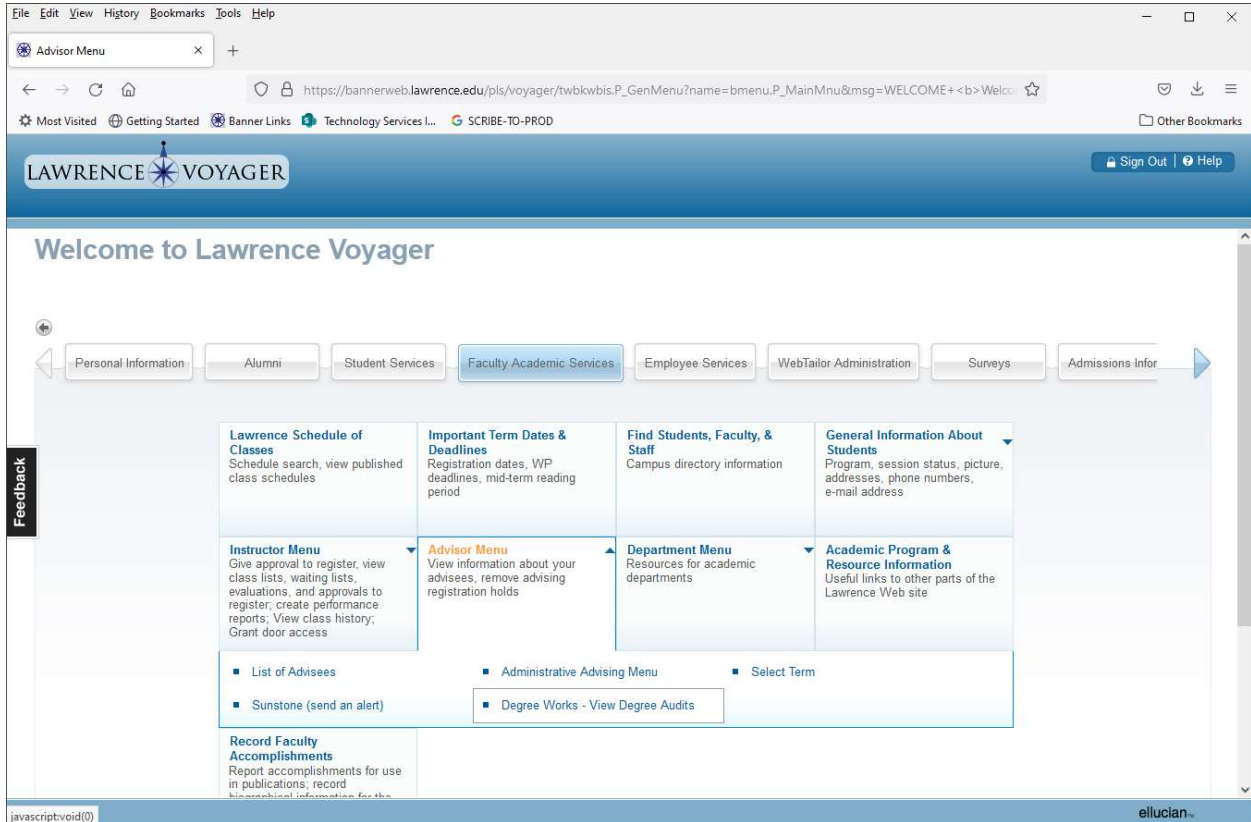 File Edit View History Bookmarks Tools Help
Advisor Menu
https://bannerweb.lawrence.edu/pls/voyager/twbkwbis.P_GenMenu?name=bmenu.P_MainMnu&msg=WELCOME+<b>Welco
Most Visited Getting Started Banner Links Technology Services I... SCRIBE-TO-PROD Other Bookmarks
LAWRENCE VOYAGER
Sign Out | Help
Welcome to Lawrence Voyager
Personal Information Alumni Student Services Faculty Academic Services Employee Services WebTailor Administration Surveys Admissions Infor
Feedback
Lawrence Schedule of
Classes
Schedule search, view published
class schedules
Important Term Dates &
Deadlines
Registration dates, WP
deadlines, mid-term reading
period
Find Students, Faculty, &
Staff
Campus directory information
General Information About
Students
Program, session status, picture,
addresses, phone numbers,
e-mail address
Instructor Menu
Give approval to register, view
class lists, waiting lists,
evaluations, and approvals to
register; create performance
reports; View class history;
Grant door access
Advisor Menu
View information about your
advisees, remove advising
registration holds
Department Menu
Resources for academic
departments
Academic Program &
Resource Information
Useful links to other parts of the
Lawrence Web site
List of Advisees Administrative Advising Menu Select Term
Sunstone (send an alert) Degree Works - View Degree Audits
Record Faculty
Accomplishments
Report accomplishments for use
in publications; record
biographical information for the
javascript:void(0)
ellucian